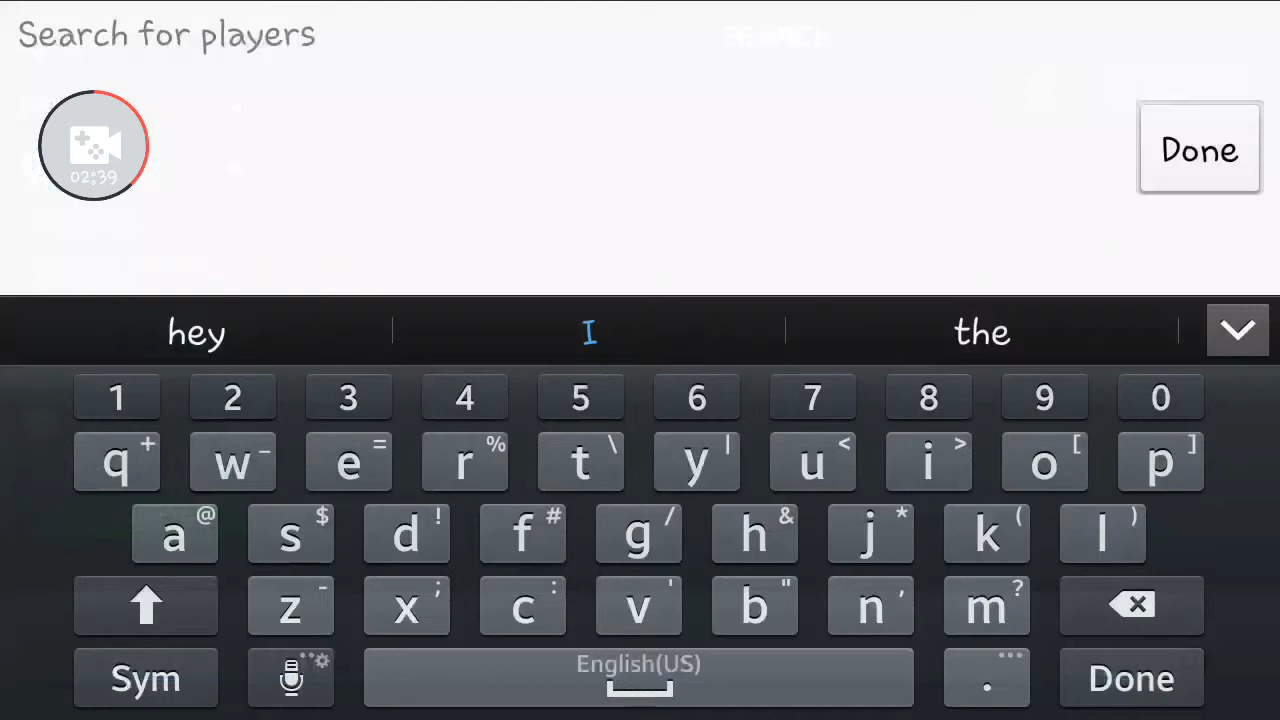 Search for players
02:39
Done
hey I the
1 2 3 4 5 6 7 8 9 0
q + w - e = r % t \ y | u < i > o [ p ]
a @ s $ d ! f # g / h & j * k ( l )
z - x ; c : v ' b " n , m ?
Sym English(US) . ... Done